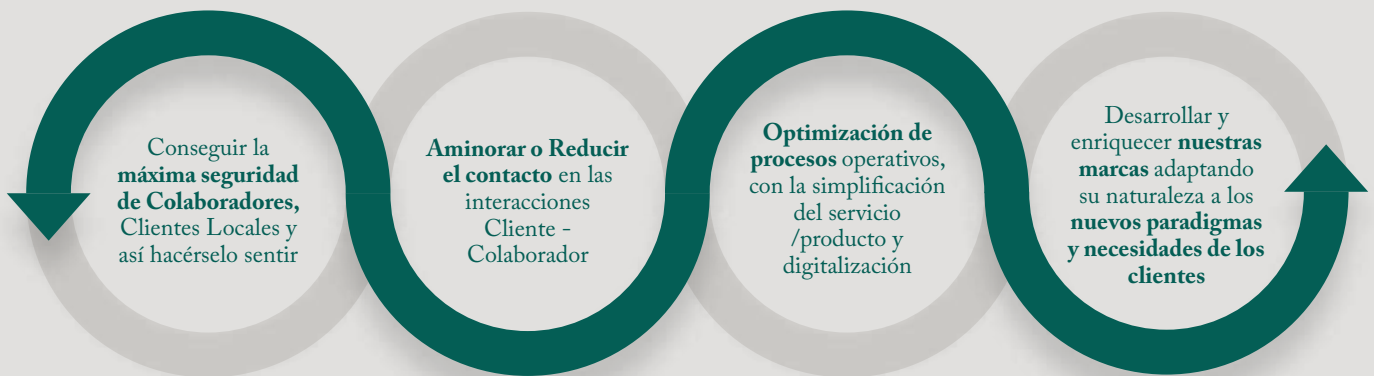 Conseguir la
máxima seguridad
de Colaboradores,
Clientes Locales y
así hacérselo sentir
Aminorar o Reducir
el contacto en las
interacciones
Cliente -
Colaborador
Optimización de
procesos operativos,
con la simplificación
del servicio
/producto y
digitalización
Desarrollar y
enriquecer nuestras
marcas adaptando
su naturaleza a los
nuevos paradigmas
y necesidades de los
clientes